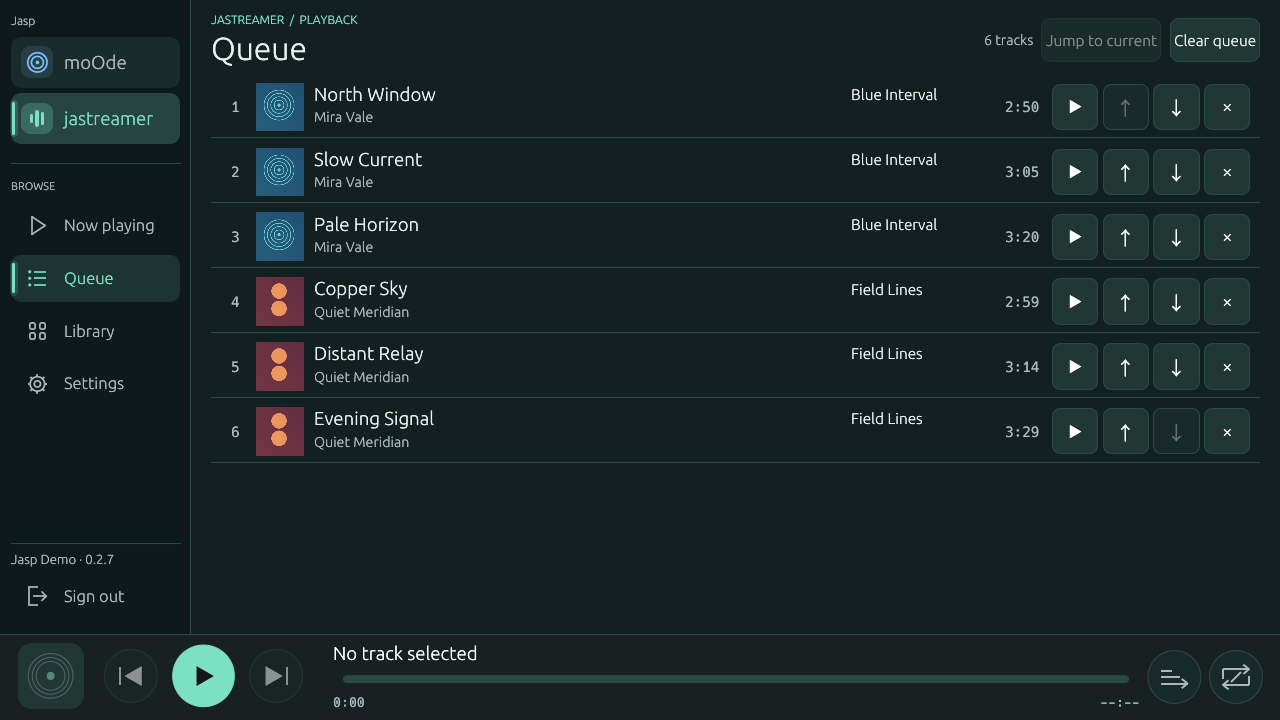 Jasp
moOde
jastreamer
BROWSE
Now playing
Queue
Library
Settings
Jasp Demo · 0.2.7
Sign out
JASTREAMER / PLAYBACK
Queue
6 tracks
Jump to current
Clear queue
1 North Window Blue Interval 2:50
Mira Vale
2 Slow Current Blue Interval 3:05
Mira Vale
3 Pale Horizon Blue Interval 3:20
Mira Vale
4 Copper Sky Field Lines 2:59
Quiet Meridian
5 Distant Relay Field Lines 3:14
Quiet Meridian
6 Evening Signal Field Lines 3:29
Quiet Meridian
No track selected
0:00 --:--